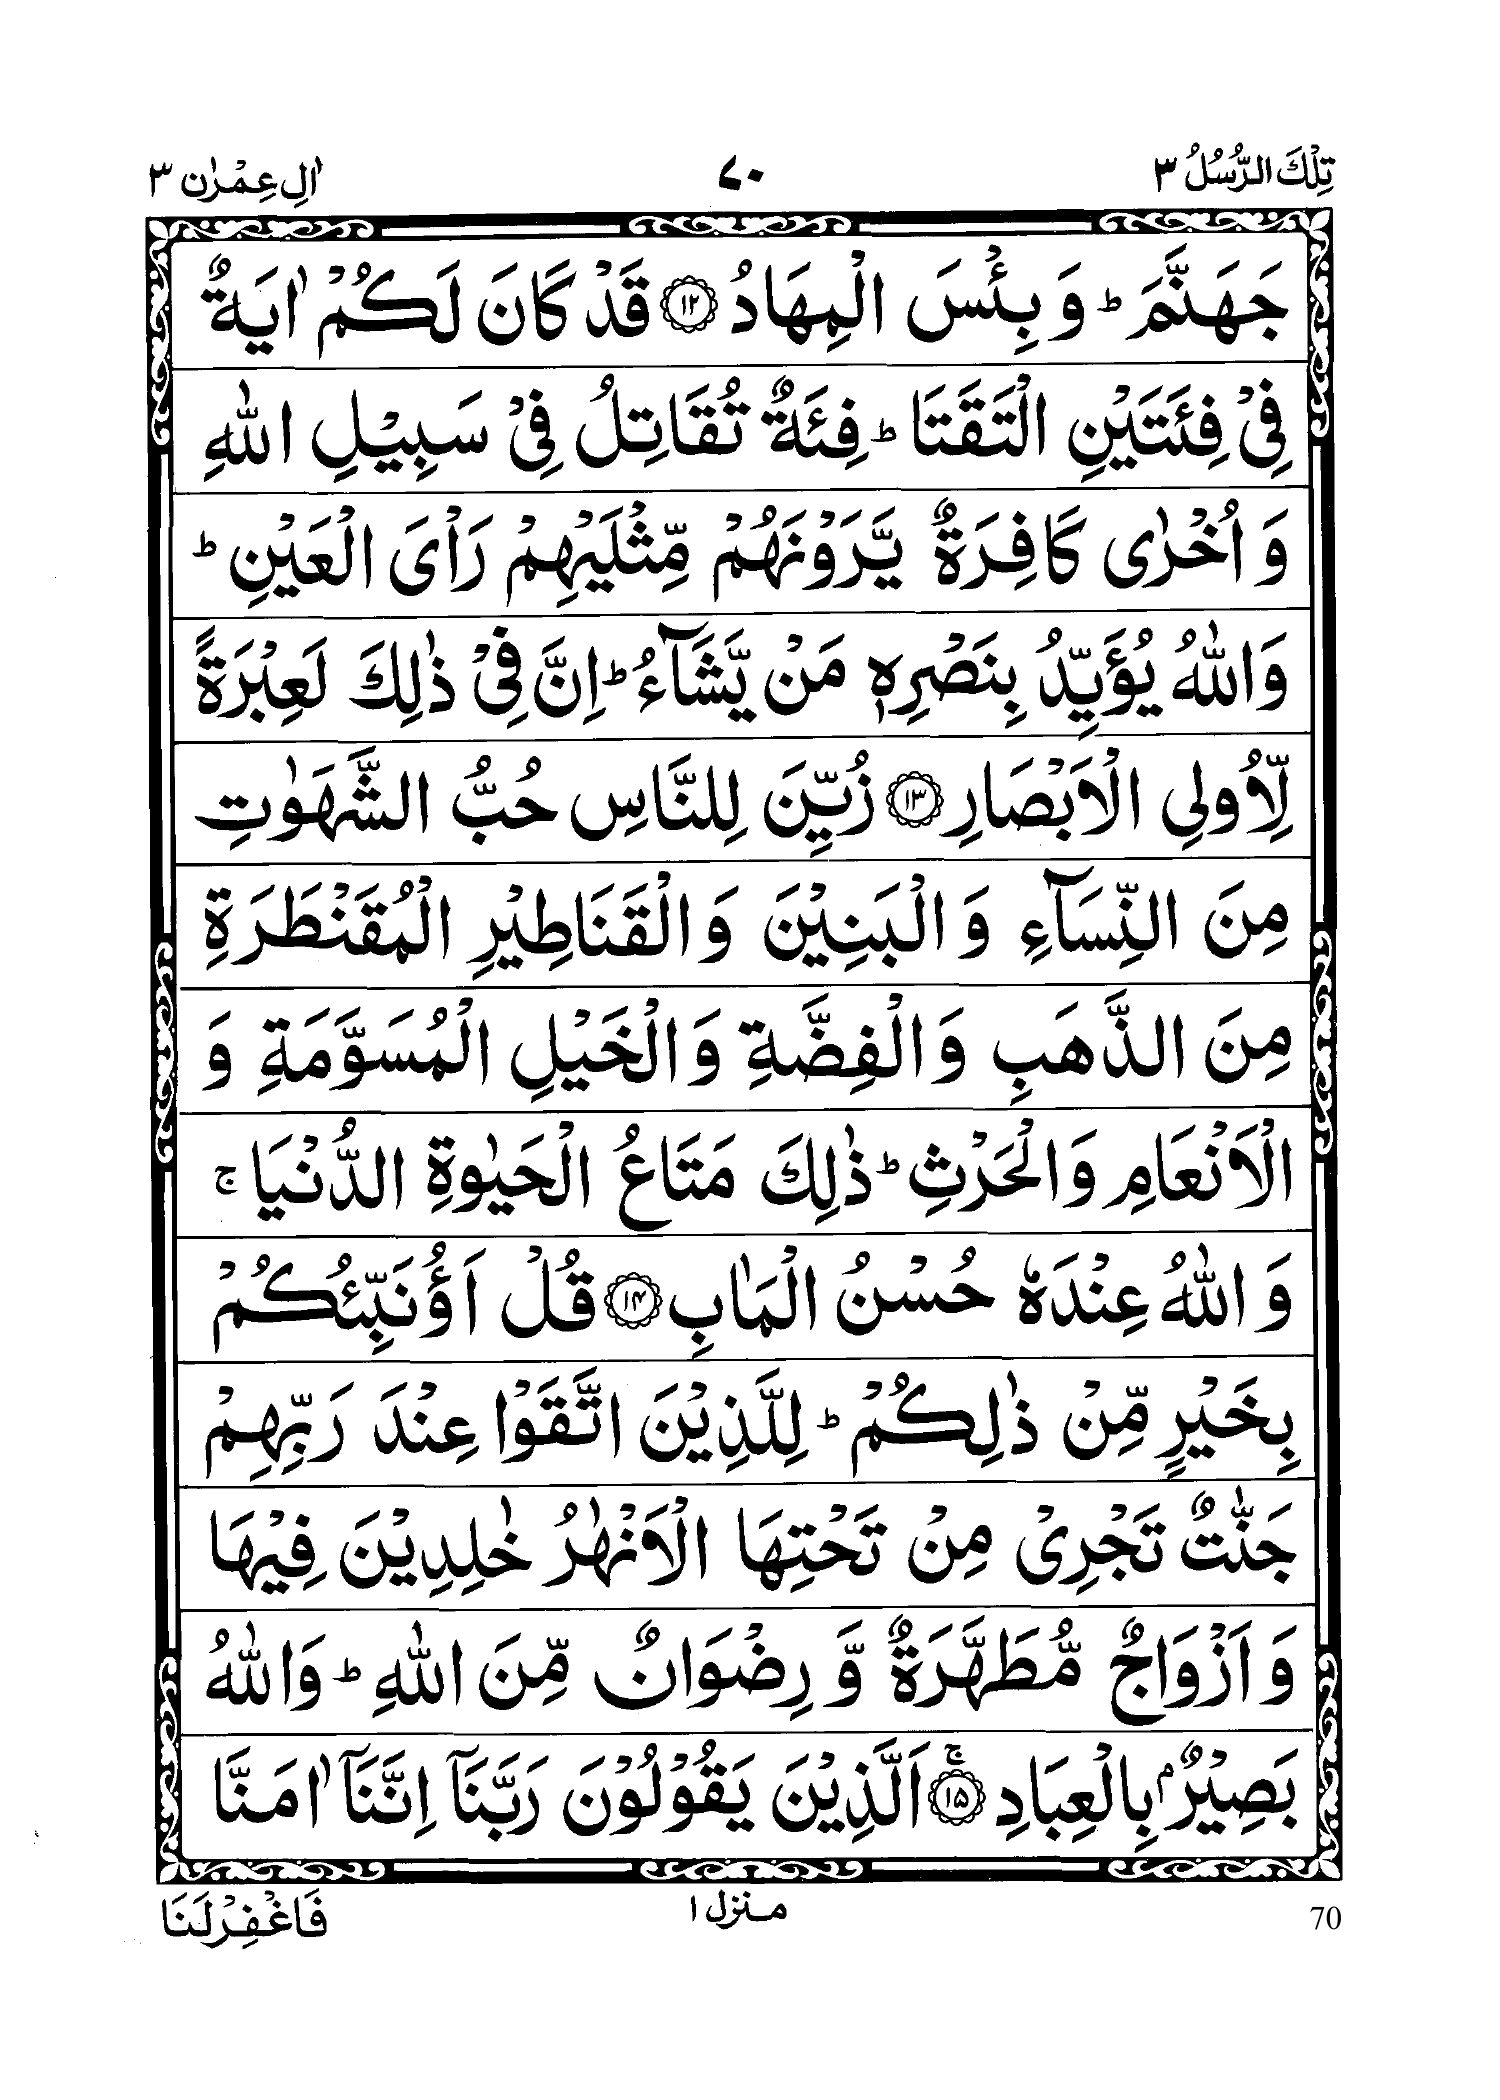 تِلْكَ الرُّسُلُ ٣
٧٠
اٰلِ عِمْرٰن ٣
جَهَنَّمَ ؕ وَ بِئْسَ الْمِهَادُ ۝۱۲ قَدْ كَانَ لَكُمْ اٰيَةٌ
فِیْ فِئَتَيْنِ الْتَقَتَا ؕ فِئَةٌ تُقَاتِلُ فِیْ سَبِيْلِ اللّٰهِ
وَ اُخْرٰی كَافِرَةٌ يَّرَوْنَهُمْ مِّثْلَيْهِمْ رَاْیَ الْعَيْنِ ؕ
وَاللّٰهُ يُؤَيِّدُ بِنَصْرِهٖ مَنْ يَّشَآءُ ؕ اِنَّ فِیْ ذٰلِكَ لَعِبْرَةً
لِّاُولِی الْاَبْصَارِ ۝۱۳ زُيِّنَ لِلنَّاسِ حُبُّ الشَّهَوٰتِ
مِنَ النِّسَآءِ وَ الْبَنِيْنَ وَ الْقَنَاطِيْرِ الْمُقَنْطَرَةِ
مِنَ الذَّهَبِ وَ الْفِضَّةِ وَ الْخَيْلِ الْمُسَوَّمَةِ وَ
الْاَنْعَامِ وَ الْحَرْثِ ؕ ذٰلِكَ مَتَاعُ الْحَيٰوةِ الدُّنْيَا ۚ
وَ اللّٰهُ عِنْدَهٗ حُسْنُ الْمَاٰبِ ۝۱۴ قُلْ اَؤُنَبِّئُكُمْ
بِخَيْرٍ مِّنْ ذٰلِكُمْ ؕ لِلَّذِيْنَ اتَّقَوْا عِنْدَ رَبِّهِمْ
جَنّٰتٌ تَجْرِیْ مِنْ تَحْتِهَا الْاَنْهٰرُ خٰلِدِيْنَ فِيْهَا
وَ اَزْوَاجٌ مُّطَهَّرَةٌ وَّ رِضْوَانٌ مِّنَ اللّٰهِ ؕ وَاللّٰهُ
بَصِيْرٌۢ بِالْعِبَادِ ۝۱۵ۚ اَلَّذِيْنَ يَقُوْلُوْنَ رَبَّنَاۤ اِنَّنَاۤ اٰمَنَّا
70
منزل ١
فَاغْفِرْ لَنَا